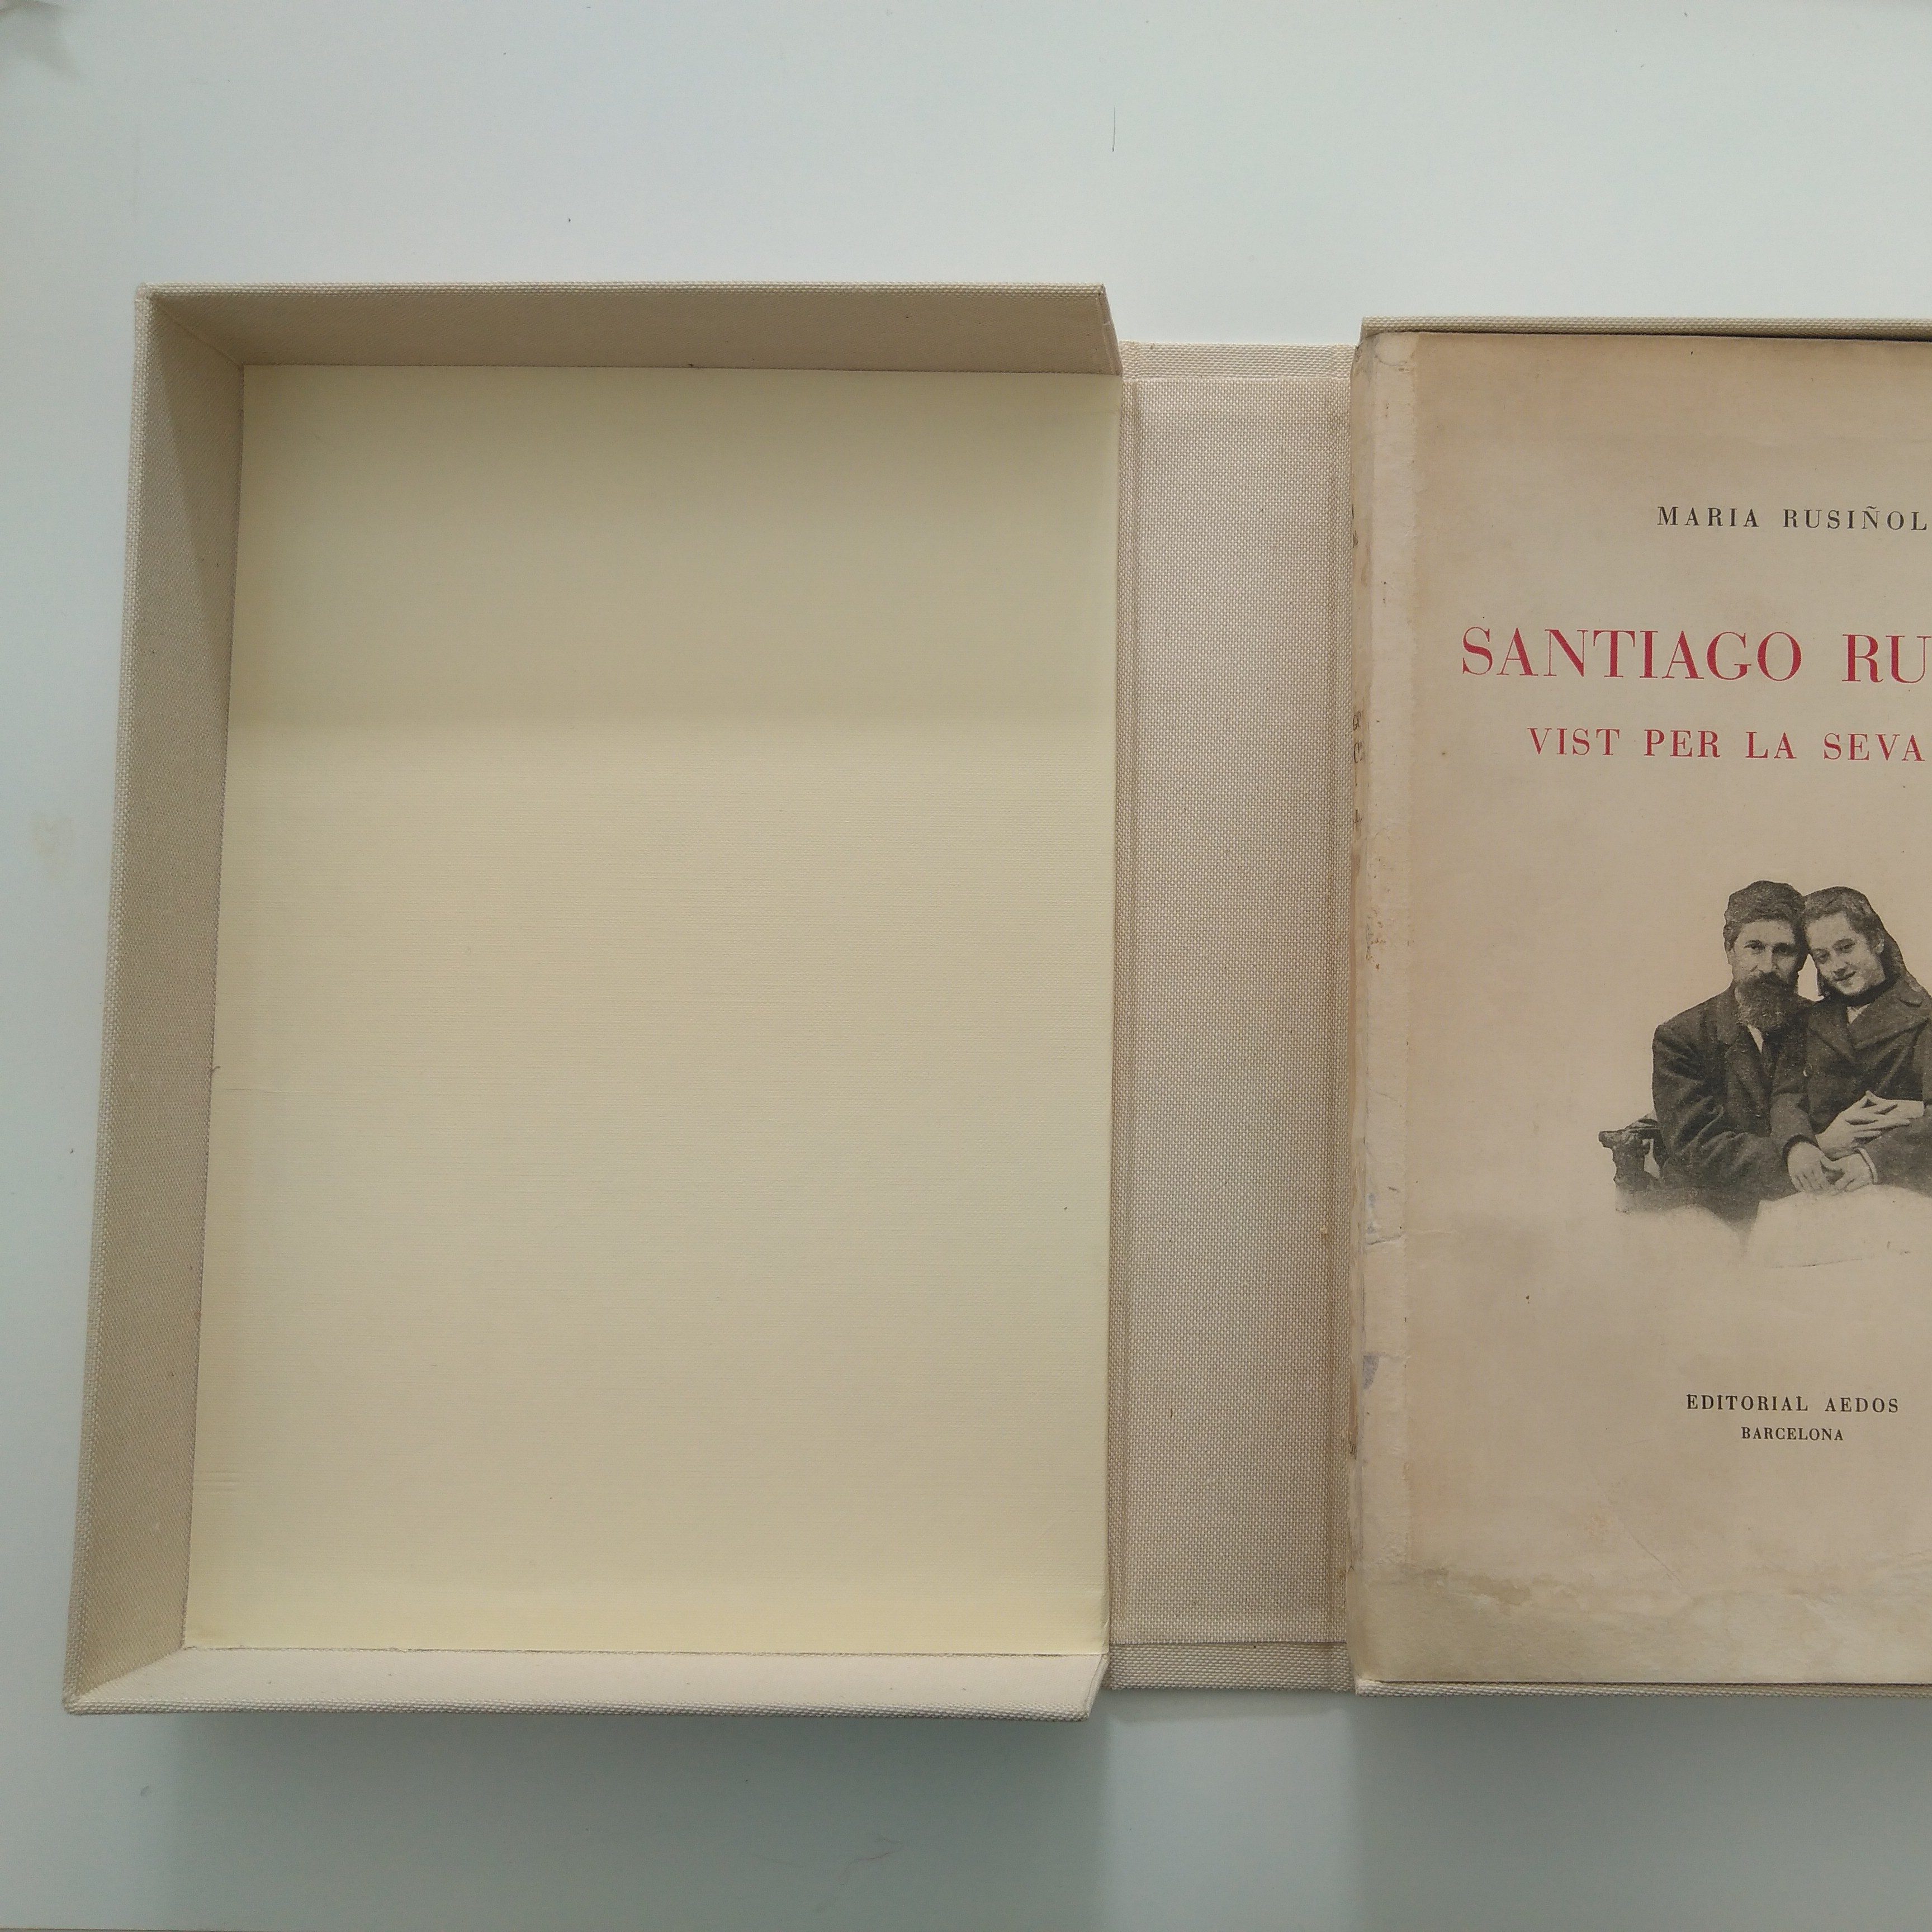 MARIA RUSIÑOL
SANTIAGO RU
VIST PER LA SEVA
EDITORIAL AEDOS
BARCELONA